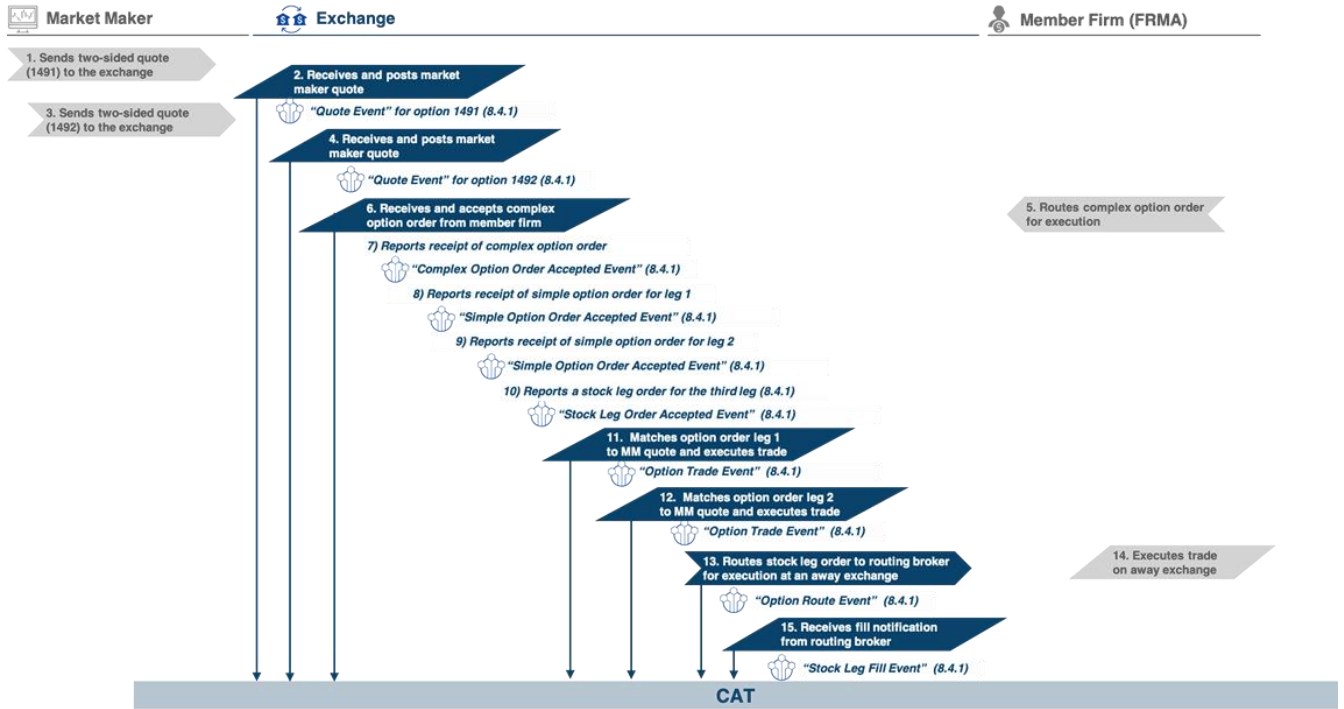 Market Maker
Exchange
Member Firm (FRMA)
1. Sends two-sided quote
(1491) to the exchange
2. Receives and posts market
maker quote
"Quote Event" for option 1491 (8.4.1)
3. Sends two-sided quote
(1492) to the exchange
4. Receives and posts market
maker quote
"Quote Event" for option 1492 (8.4.1)
5. Routes complex option order
for execution
6. Receives and accepts complex
option order from member firm
7) Reports receipt of complex option order
"Complex Option Order Accepted Event" (8.4.1)
8) Reports receipt of simple option order for leg 1
"Simple Option Order Accepted Event" (8.4.1)
9) Reports receipt of simple option order for leg 2
"Simple Option Order Accepted Event" (8.4.1)
10) Reports a stock leg order for the third leg (8.4.1)
"Stock Leg Order Accepted Event" (8.4.1)
11. Matches option order leg 1
to MM quote and executes trade
"Option Trade Event" (8.4.1)
12. Matches option order leg 2
to MM quote and executes trade
"Option Trade Event" (8.4.1)
13. Routes stock leg order to routing broker
for execution at an away exchange
"Option Route Event" (8.4.1)
14. Executes trade
on away exchange
15. Receives fill notification
from routing broker
"Stock Leg Fill Event" (8.4.1)
CAT